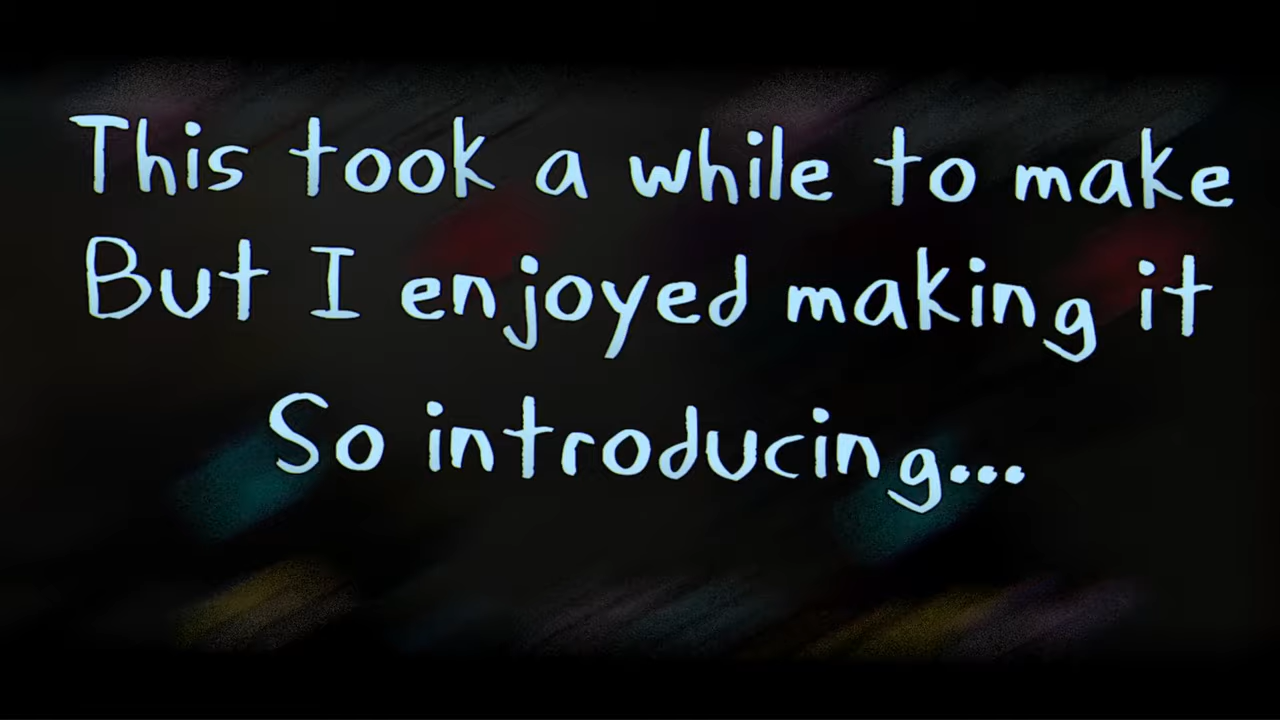 This took a while to make
But I enjoyed making it
So introducing...